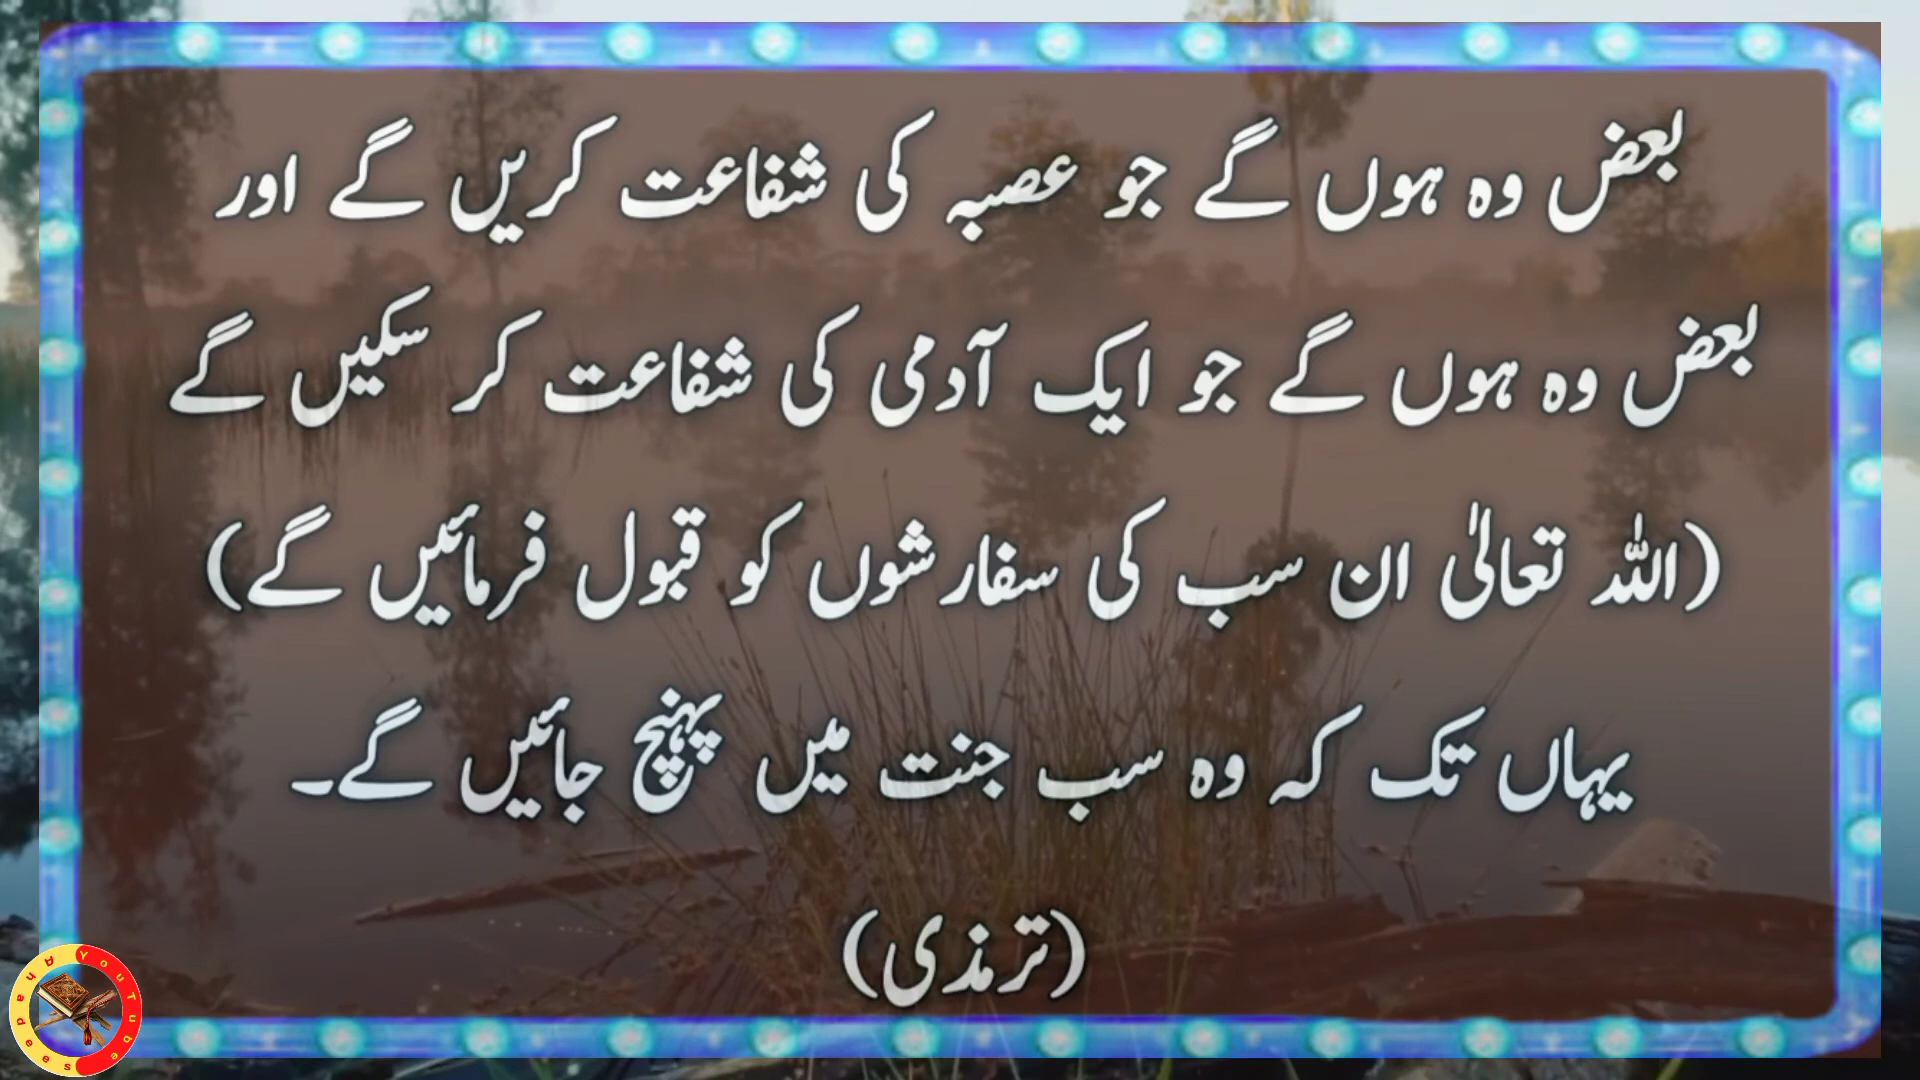 بعض وہ ہوں گے جو عصبہ کی شفاعت کریں گے اور
بعض وہ ہوں گے جو ایک آدمی کی شفاعت کر سکیں گے
(اللہ تعالیٰ ان سب کی سفارشوں کو قبول فرمائیں گے)
یہاں تک کہ وہ سب جنت میں پہنچ جائیں گے۔
(ترمذی)
YouTube